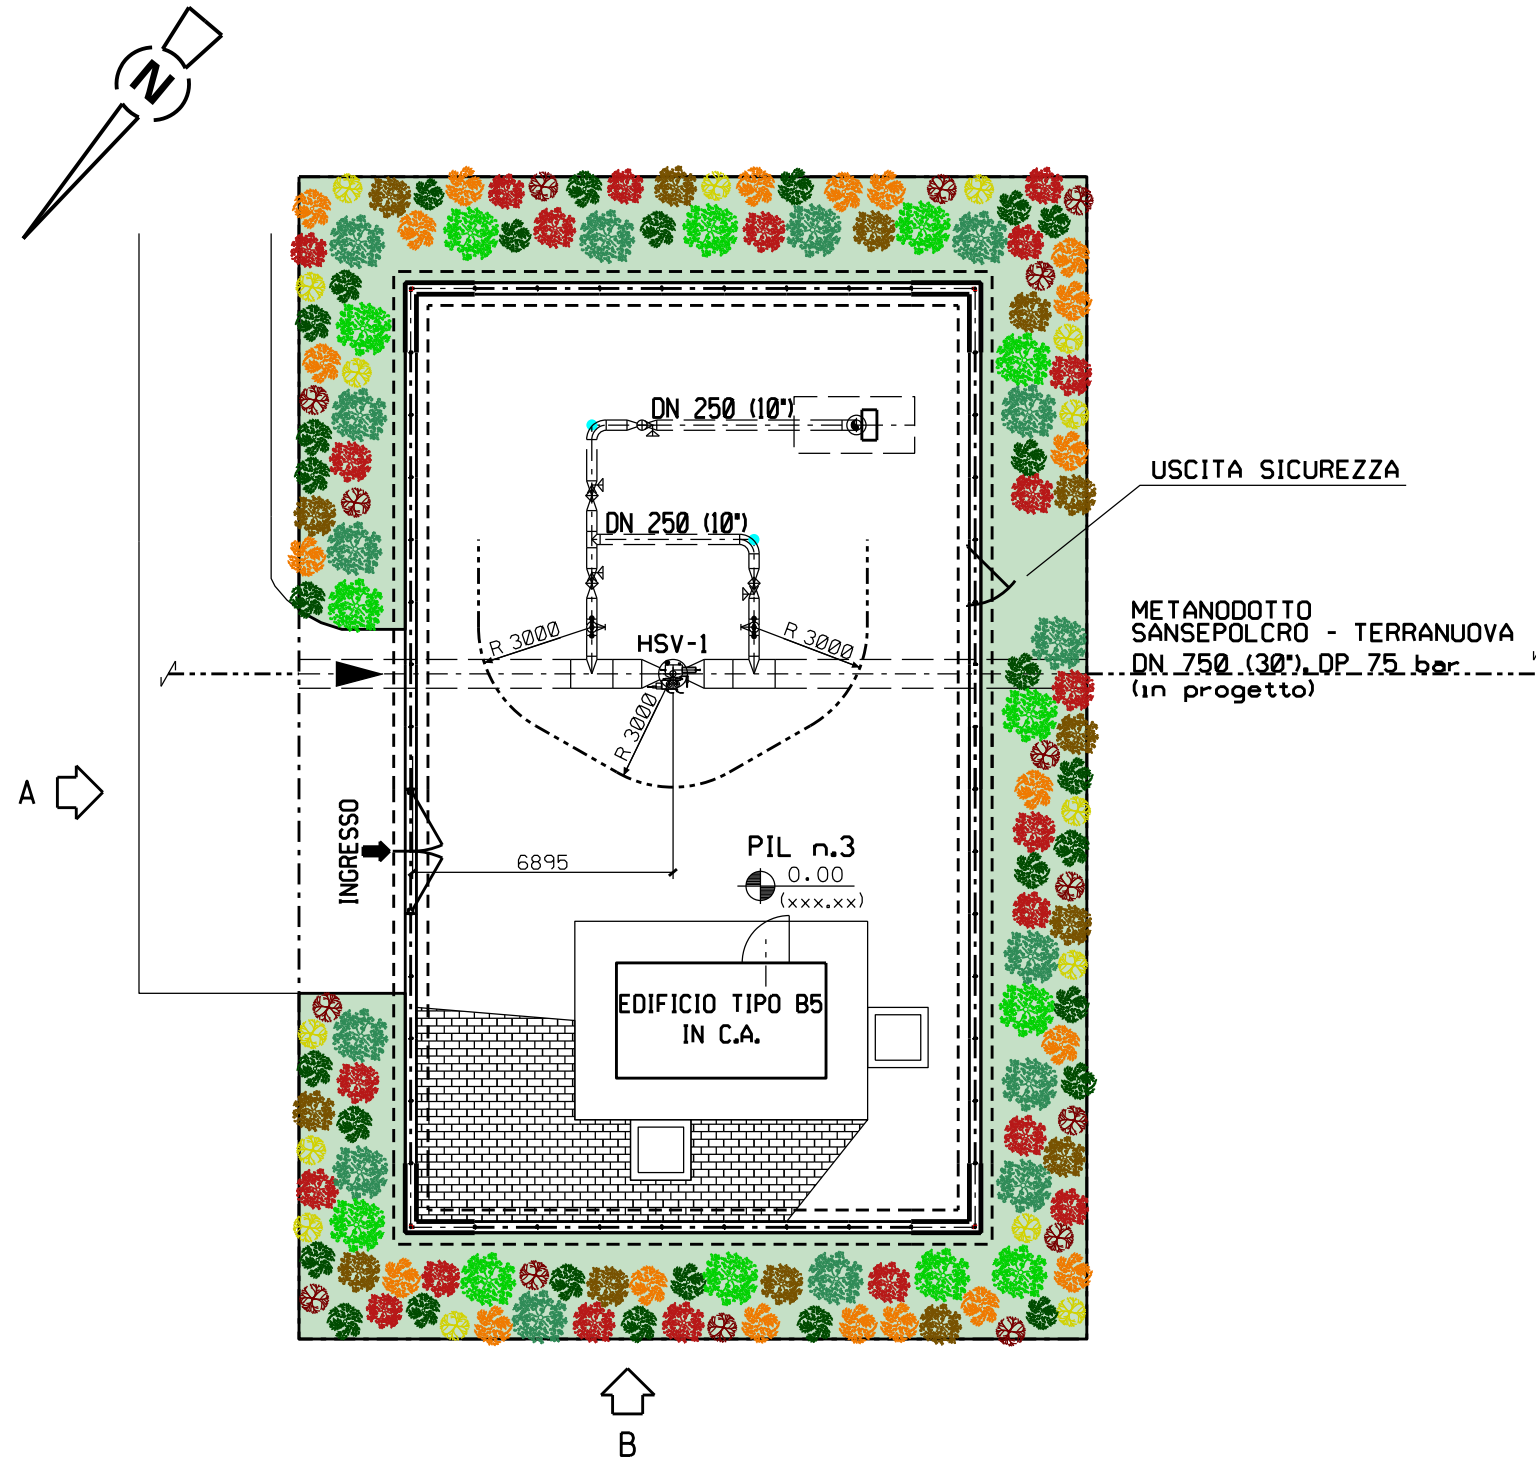 N
DN 250 (10")
USCITA SICUREZZA
DN 250 (10")
METANODOTTO
SANSEPOLCRO - TERRANUOVA
DN 750 (30"), DP 75 bar
(in progetto)
R 3000
HSV-1
R 3000
R 3000
A
INGRESSO
6895
PIL n.3
0.00
(xxx.xx)
EDIFICIO TIPO B5
IN C.A.
B